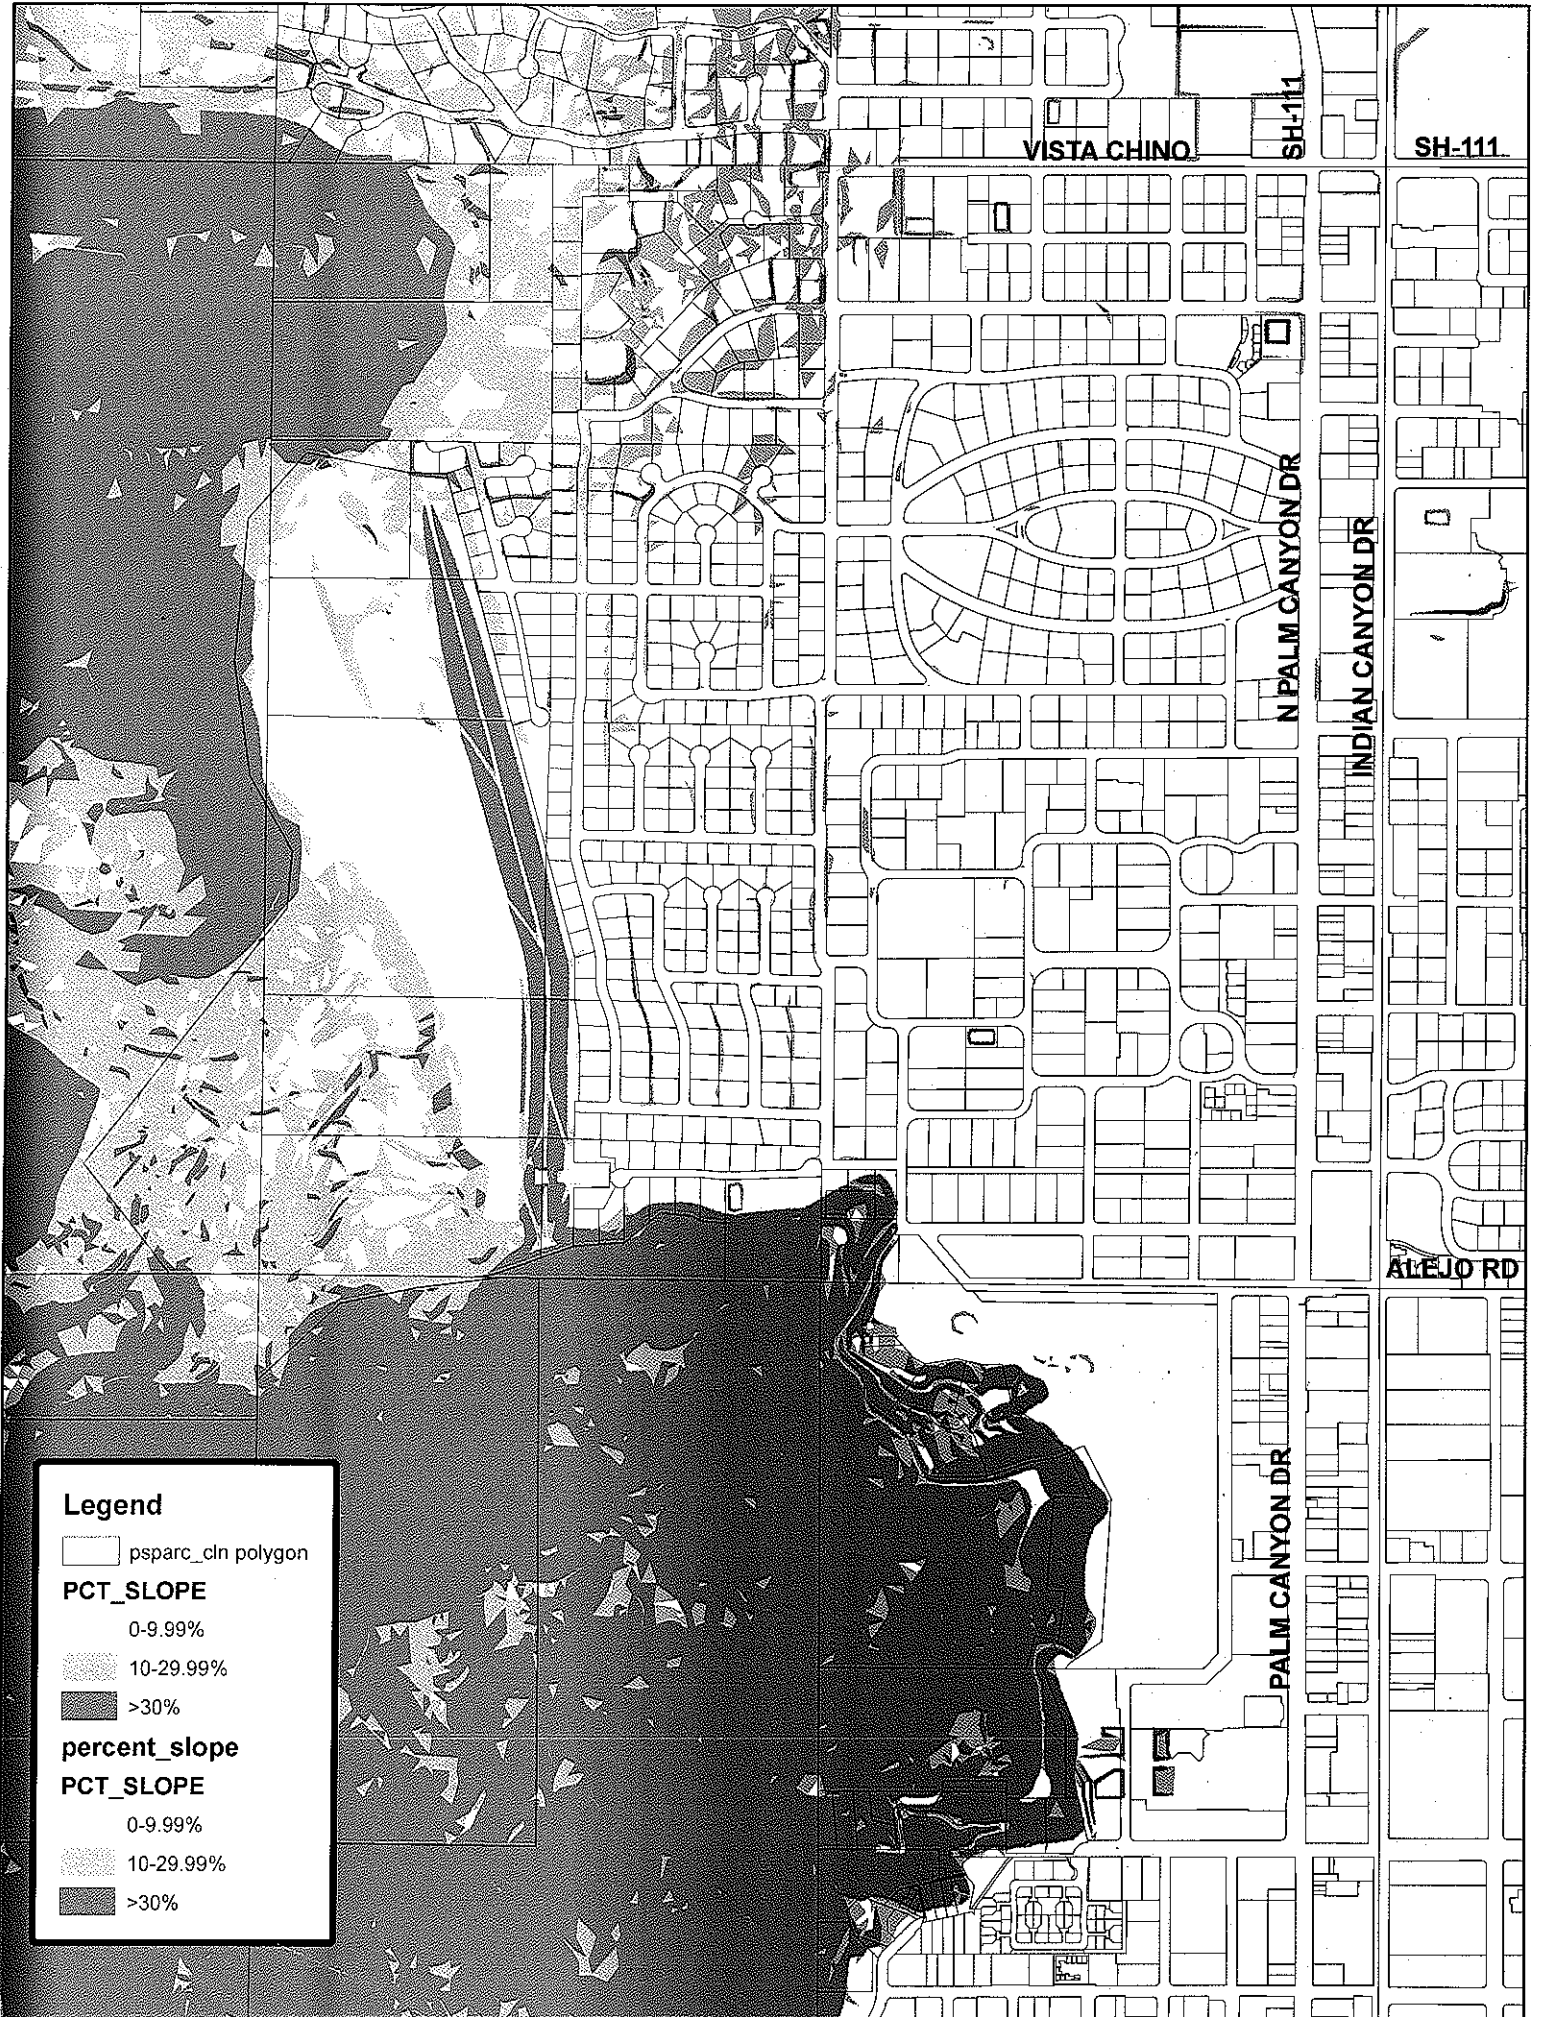 VISTA CHINO
SH-111
SH-111
N PALM CANYON DR
INDIAN CANYON DR
ALEJO RD
PALM CANYON DR
Legend
psparc_cln polygon
PCT_SLOPE
0-9.99%
10-29.99%
>30%
percent_slope
PCT_SLOPE
0-9.99%
10-29.99%
>30%